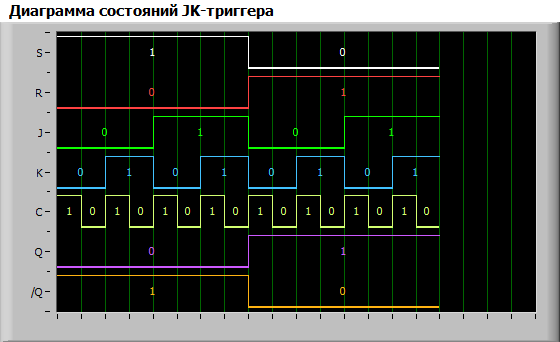 Диаграмма состояний JK-триггера
S 1 0
R 0 1
J 0 1 0 1
K 0 1 0 1 0 1 0 1
C 1 0 1 0 1 0 1 0 1 0 1 0 1 0 1 0
Q 0 1
/Q 1 0